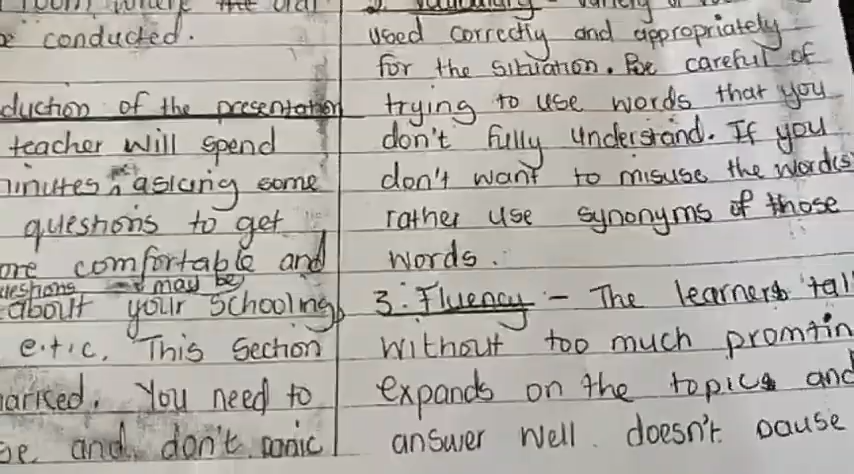 conducted.
duction of the presentation
teacher will spend
minutes asking some
questions to get
comfortable and
may be
about your schooling,
e.t.c. This section
You need to
and don't panic
used correctly and appropriately
for the situation. Be careful of
trying to use words that you
don't fully understand. If you
don't want to misuse the word(s)
rather use synonyms of those
words.
3. Fluency - The learners tal
without too much promtin
expands on the topics and
answer well. doesn't pause